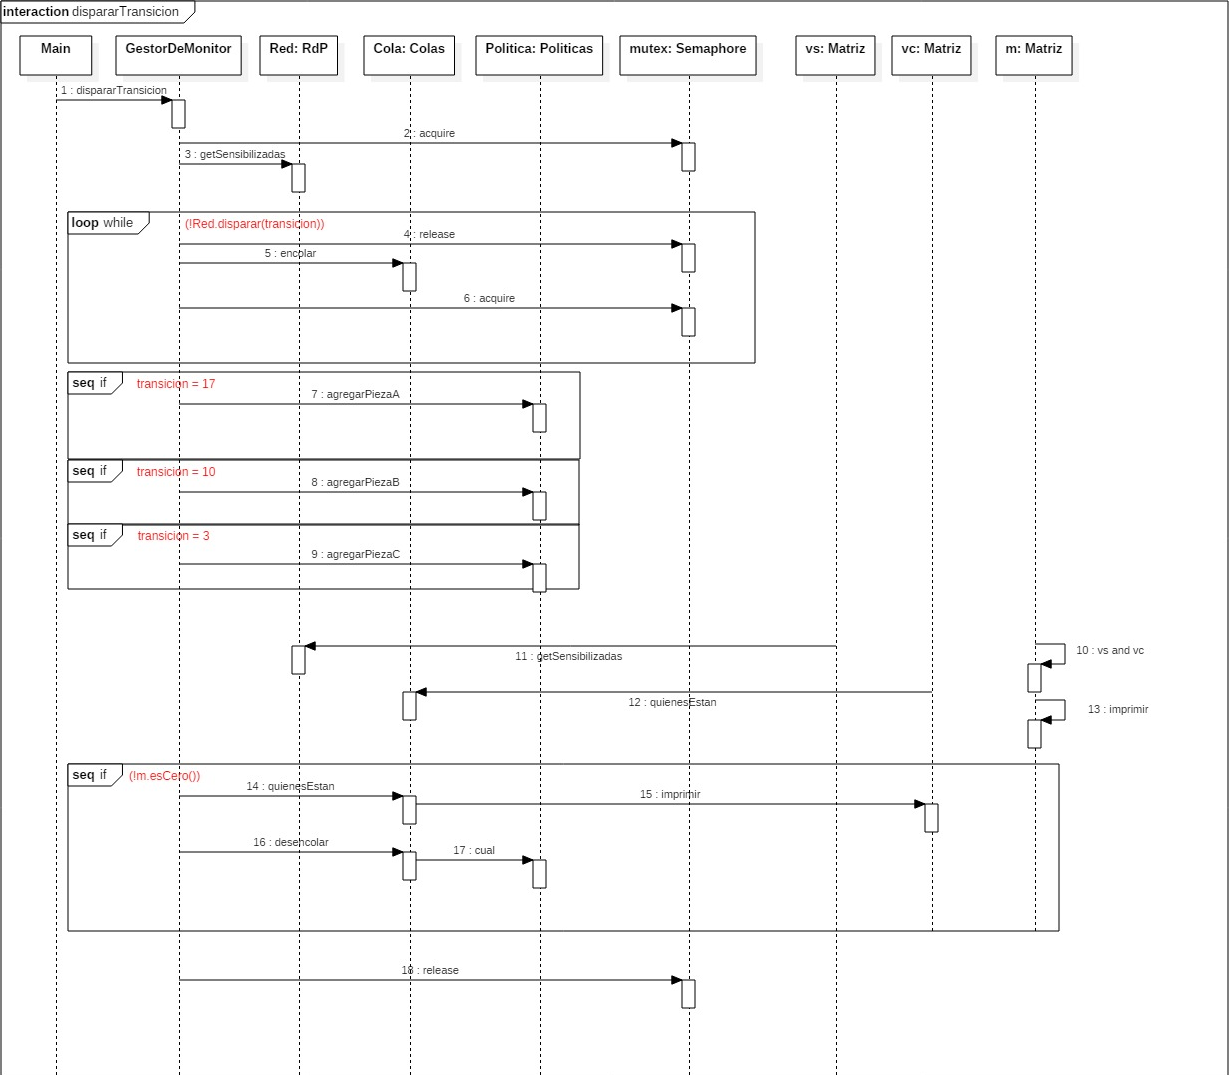 interaction dispararTransicion
Main
GestorDeMonitor
Red: RdP
Cola: Colas
Politica: Politicas
mutex: Semaphore
vs: Matriz
vc: Matriz
m: Matriz
1 : dispararTransicion
2 : acquire
3 : getSensibilizadas
loop while
(!Red.disparar(transicion))
4 : release
5 : encolar
6 : acquire
seq if
transicion = 17
7 : agregarPiezaA
seq if
transicion = 10
8 : agregarPiezaB
seq if
transicion = 3
9 : agregarPiezaC
10 : vs and vc
11 : getSensibilizadas
12 : quienesEstan
13 : imprimir
seq if
(!m.esCero())
14 : quienesEstan
15 : imprimir
16 : desencolar
17 : cual
18 : release